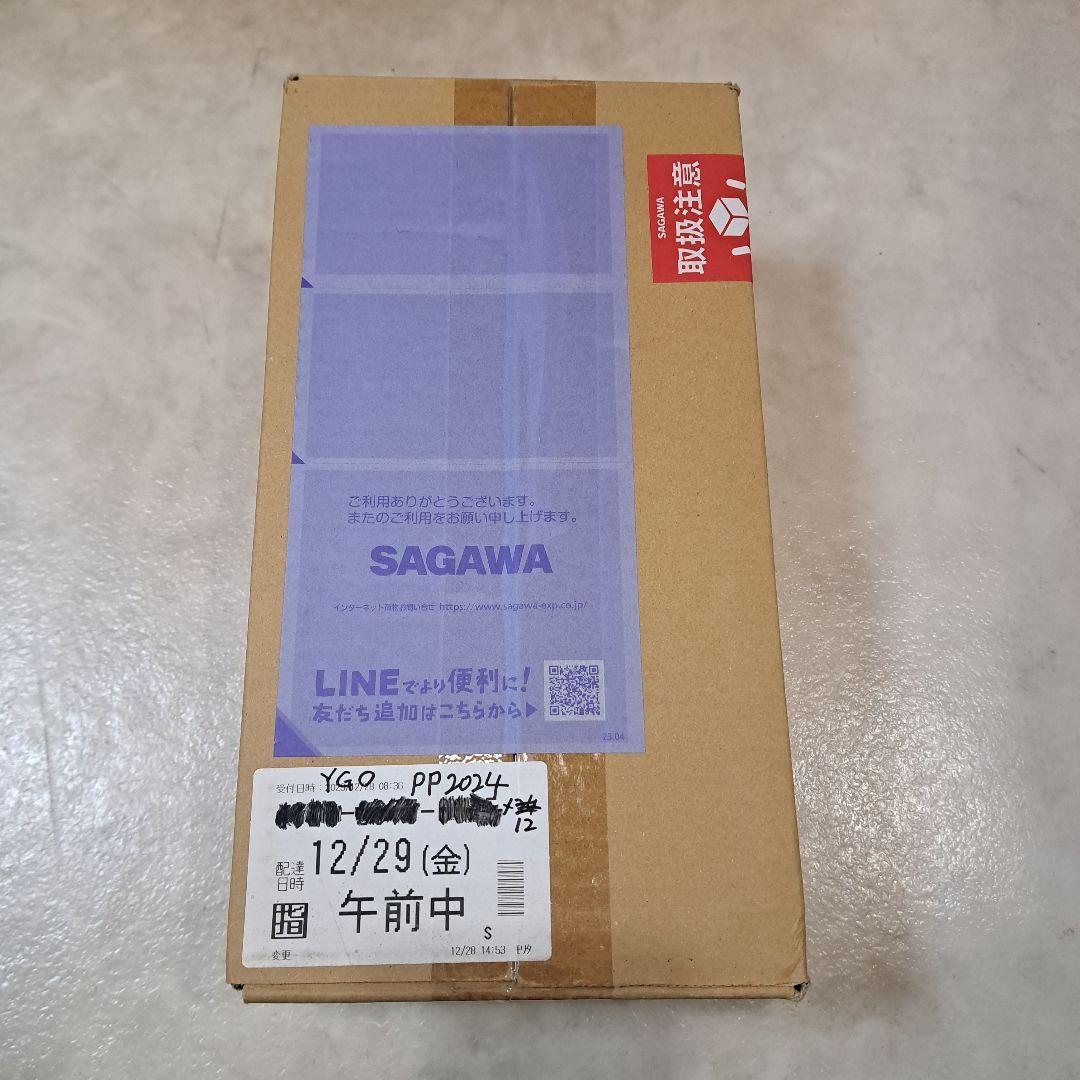 SAGAWA
取扱注意
ご利用ありがとうございます。
またのご利用をお願い申し上げます。
SAGAWA
インターネット荷物お問い合せ https://www.sagawa-exp.co.jp/
LINEでより便利に!
友だち追加はこちらから▶
23.04
YGO PP2024
受付日時: 08:36
12
配達日時 12/29(金)
指 午前中
S
変更 12/28 14:53